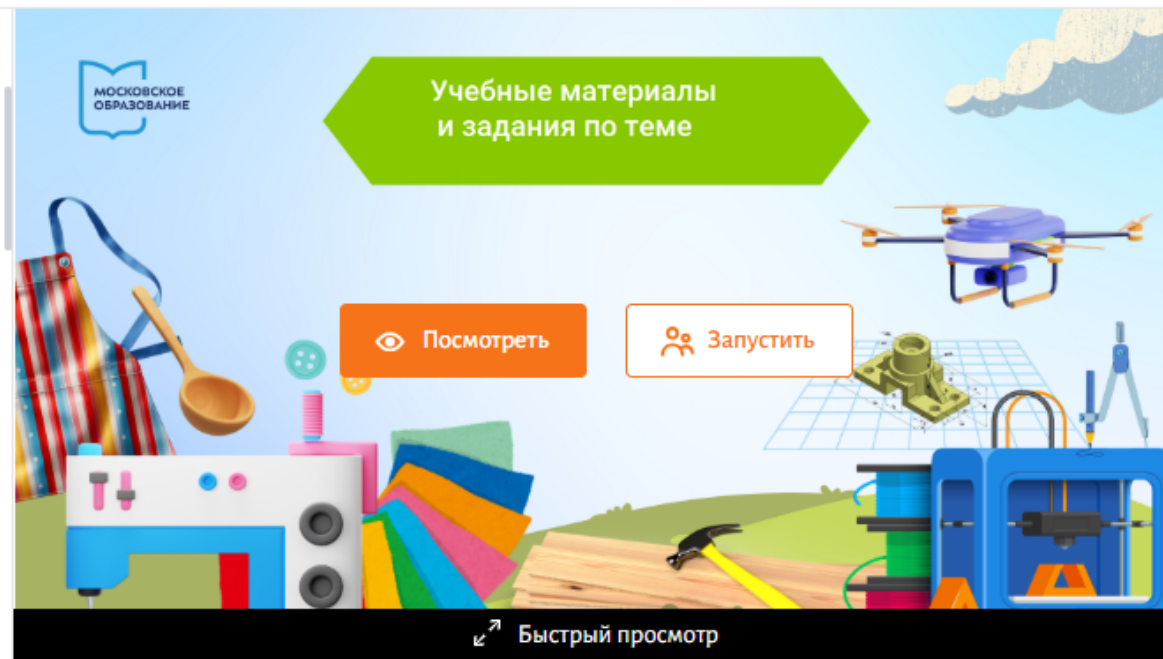 МОСКОВСКОЕ
ОБРАЗОВАНИЕ
Учебные материалы
и задания по теме
Посмотреть
Запустить
Быстрый просмотр